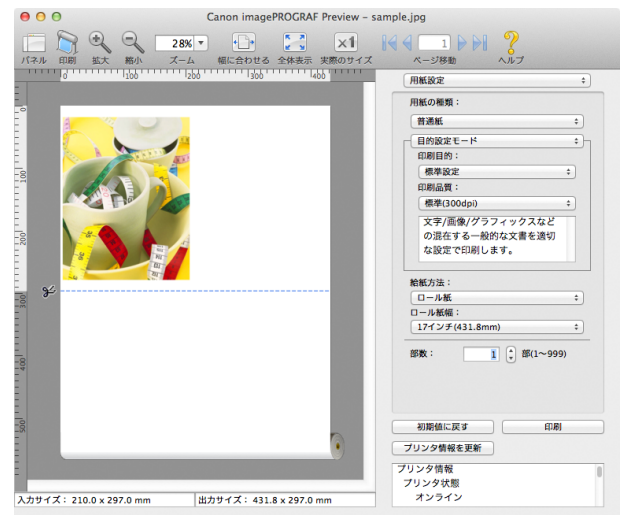 Canon imagePROGRAF Preview – sample.jpg
パネル 印刷 拡大 縮小 28% ズーム 幅に合わせる 全体表示 実際のサイズ 1 ページ移動 ヘルプ
0 100 200 300 400
0
100
200
300
400
500
用紙設定
用紙の種類：
普通紙
目的設定モード
印刷目的：
標準設定
印刷品質：
標準(300dpi)
文字/画像/グラフィックスなど
の混在する一般的な文書を適切
な設定で印刷します。
給紙方法：
ロール紙
ロール紙幅：
17インチ(431.8mm)
部数： 1 部(1〜999)
初期値に戻す 印刷
プリンタ情報を更新
プリンタ情報
プリンタ状態
オンライン
入力サイズ： 210.0 x 297.0 mm 出力サイズ： 431.8 x 297.0 mm